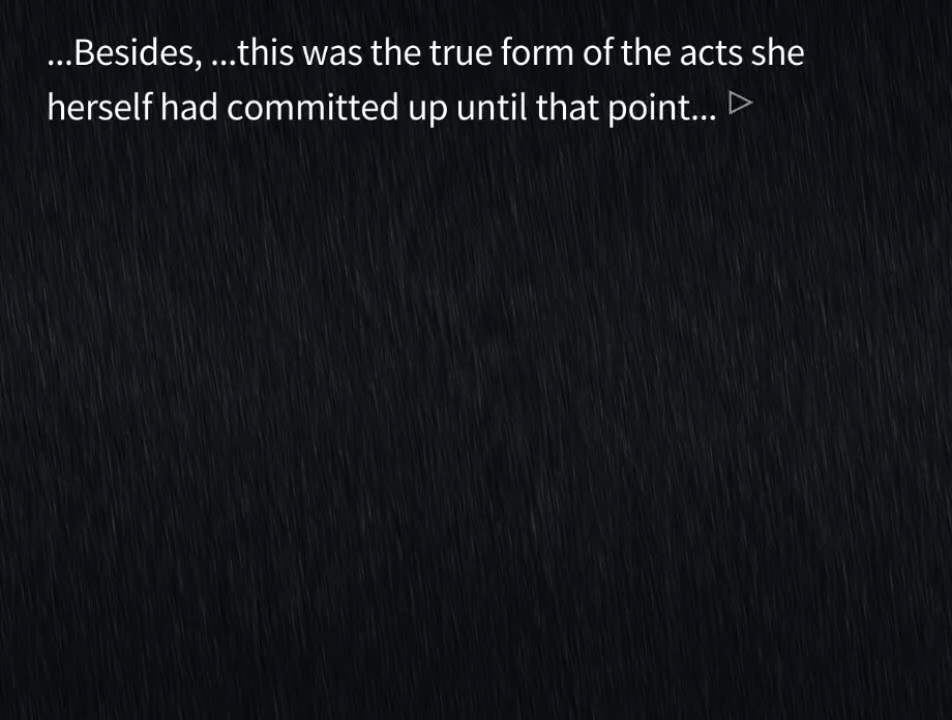 ...Besides, ...this was the true form of the acts she
herself had committed up until that point...